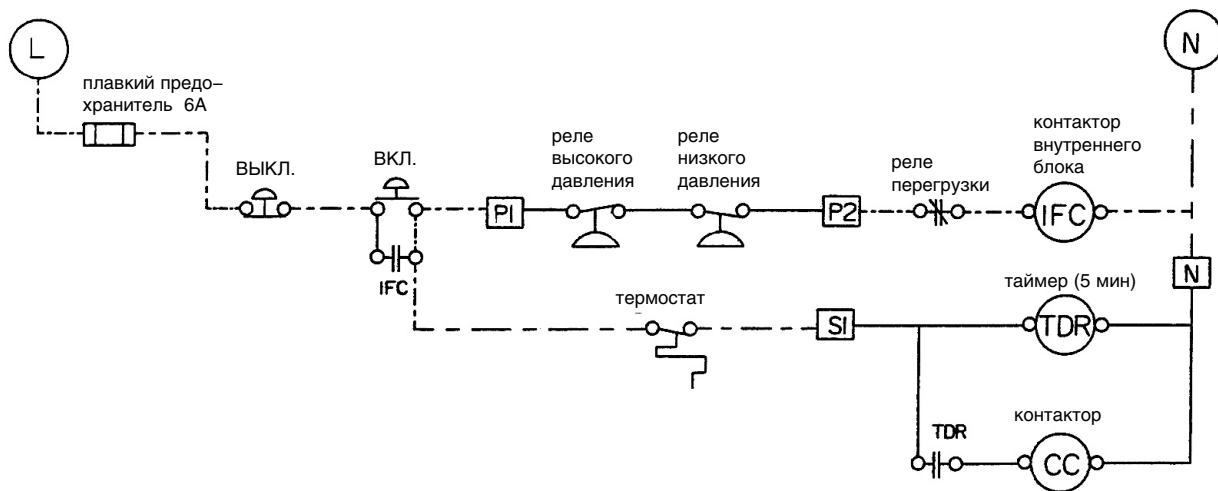 L
N
плавкий предо–
хранитель 6А
ВЫКЛ.
ВКЛ.
реле
высокого
давления
реле
низкого
давления
реле
перегрузки
контактор
внутреннего
блока
P1
P2
IFC
IFC
N
термостат
S1
таймер (5 мин)
TDR
контактор
TDR
CC